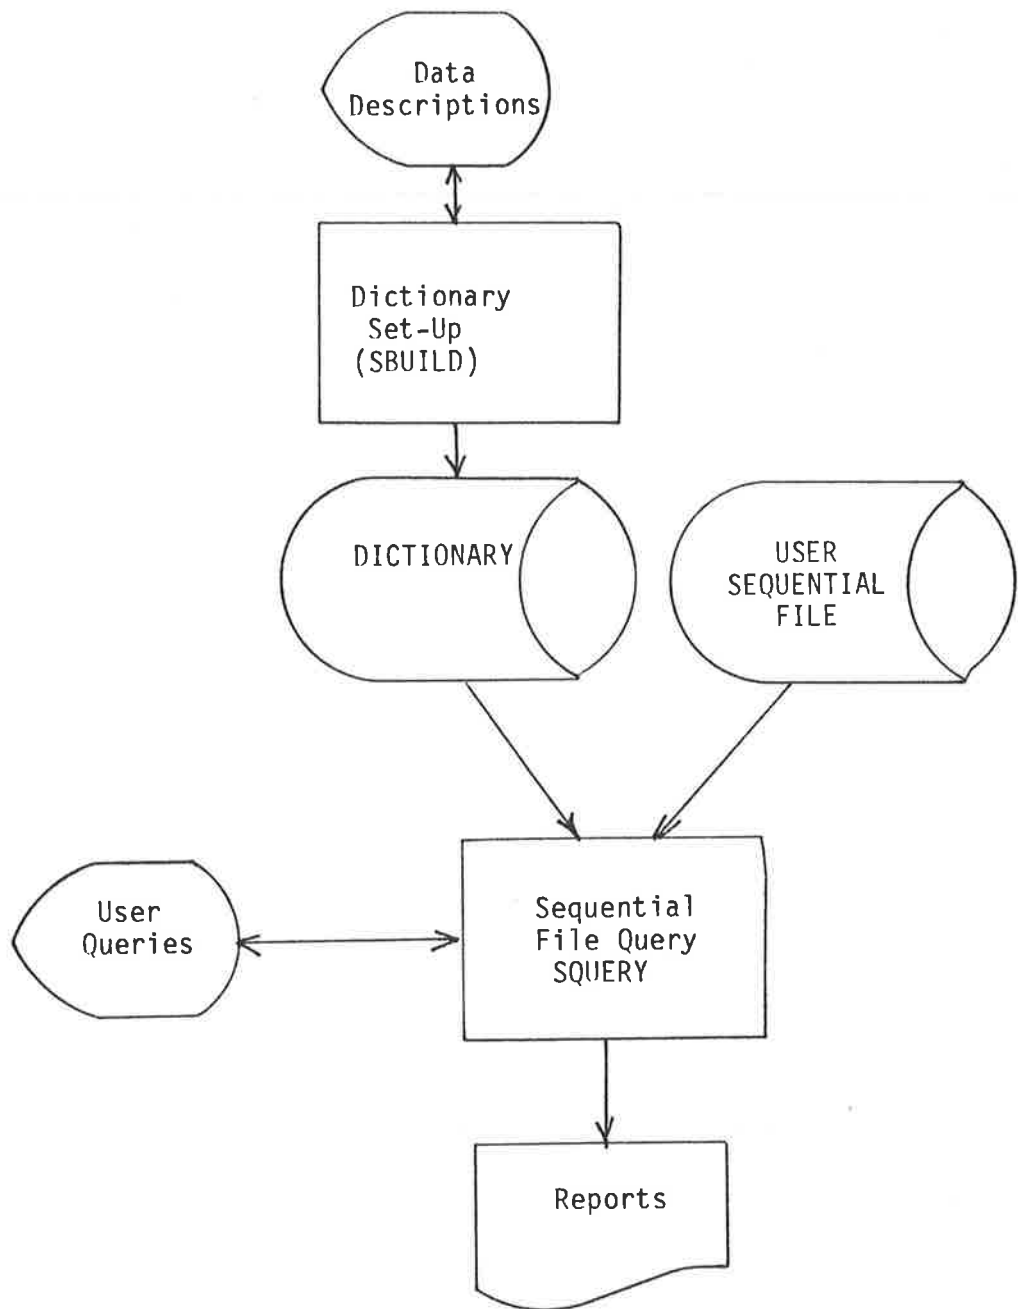 Data
Descriptions
Dictionary
Set-Up
(SBUILD)
DICTIONARY
USER
SEQUENTIAL
FILE
User
Queries
Sequential
File Query
SQUERY
Reports